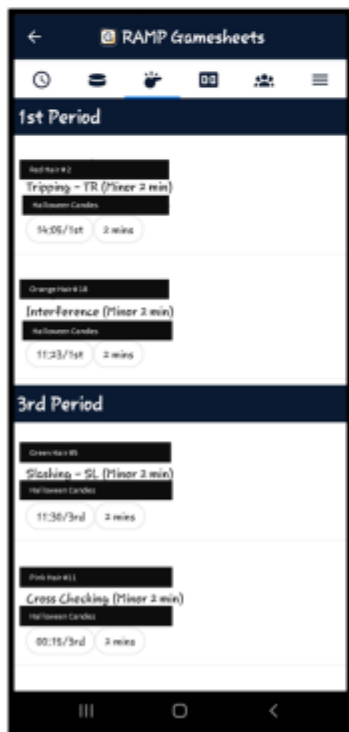 RAMP Gamesheets
1st Period
Red Hair #2
Tripping - TR (Minor 2 min)
Halloween Candies
14:05/1st 2 mins
Orange Hair #18
Interference (Minor 2 min)
Halloween Candies
11:23/1st 2 mins
3rd Period
Green Hair #5
Slashing - SL (Minor 2 min)
Halloween Candies
11:30/3rd 2 mins
Pink Hair #11
Cross Checking (Minor 2 min)
Halloween Candies
00:15/3rd 2 mins